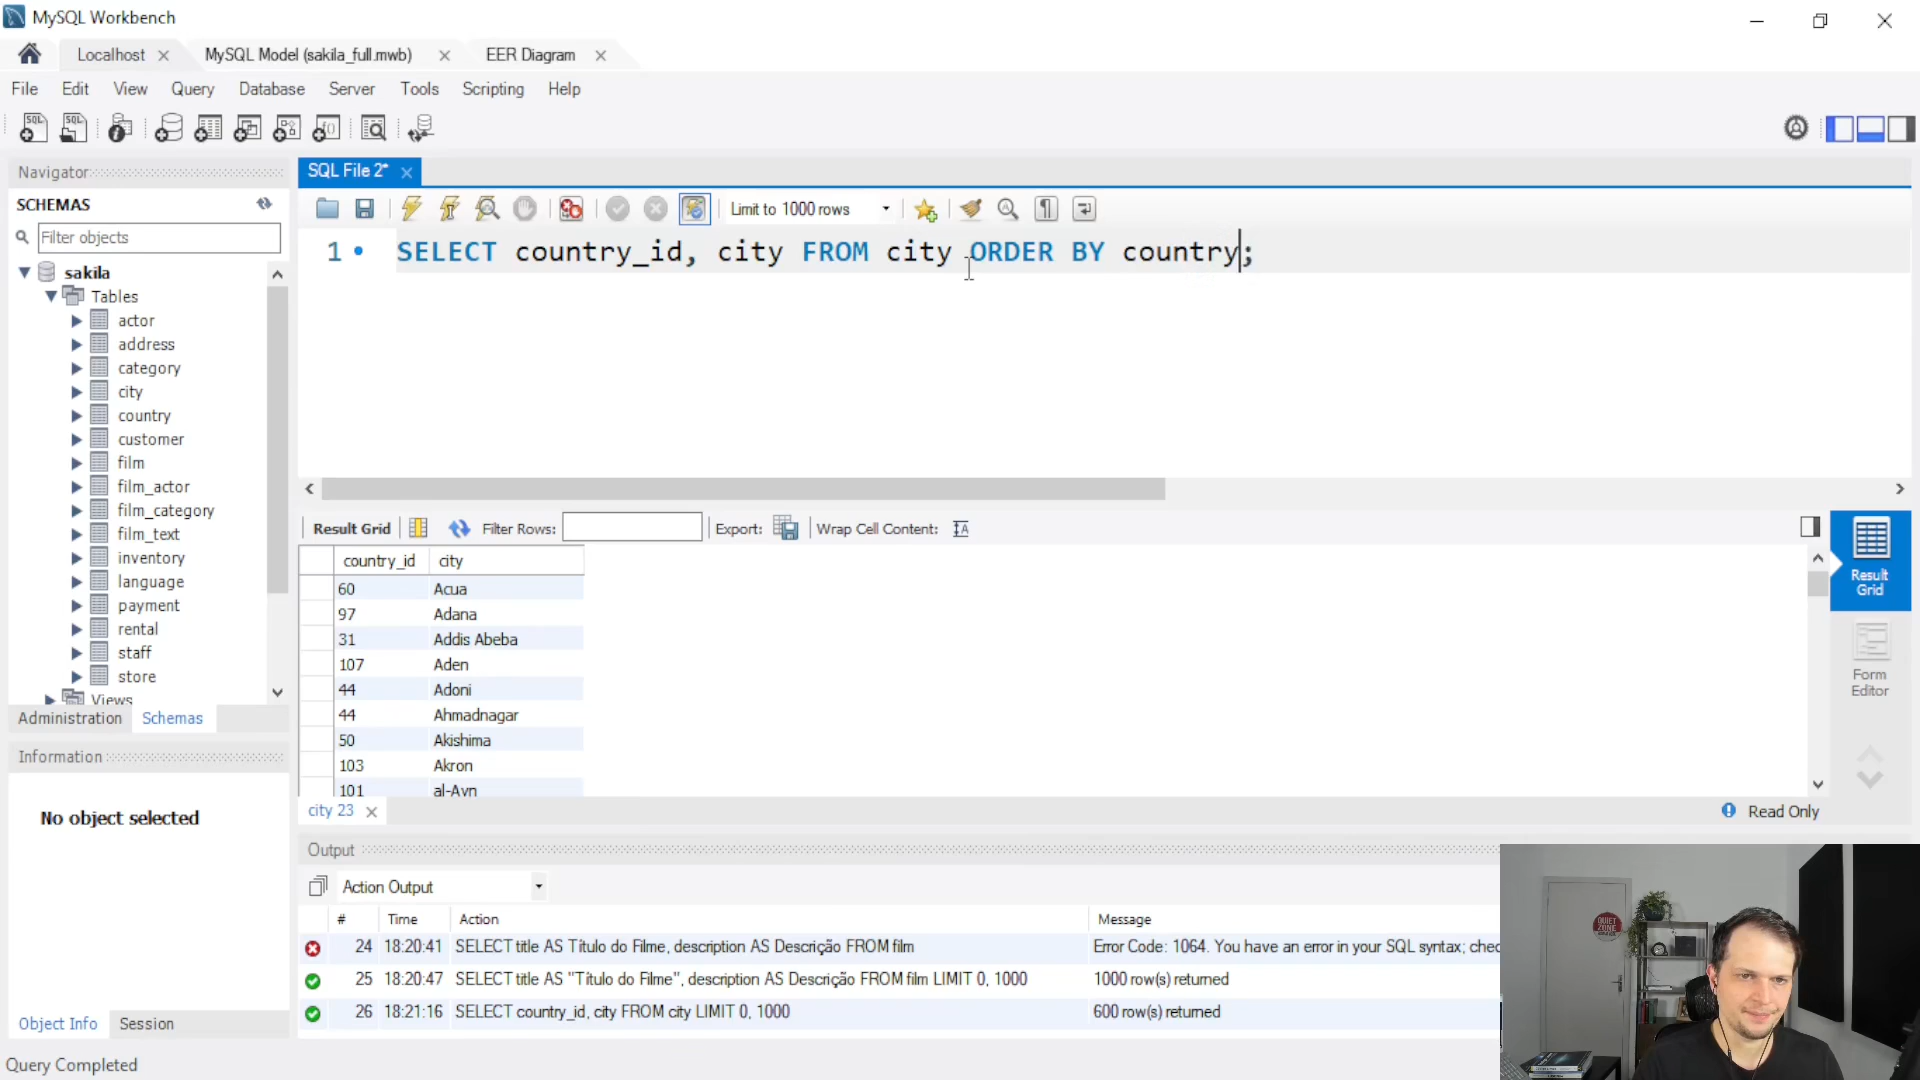 MySQL Workbench
Localhost
MySQL Model (sakila_full.mwb)
EER Diagram
File Edit View Query Database Server Tools Scripting Help
Navigator
SQL File 2*
SCHEMAS
Limit to 1000 rows
Filter objects
1 SELECT country_id, city FROM city ORDER BY country;
sakila
Tables
actor
address
category
city
country
customer
film
film_actor
film_category
film_text
inventory
language
payment
rental
staff
store
Views
Administration Schemas
Information
No object selected
Object Info Session
Result Grid Filter Rows: Export: Wrap Cell Content:
country_id city
60 Acua
97 Adana
31 Addis Abeba
107 Aden
44 Adoni
44 Ahmadnagar
50 Akishima
103 Akron
101 al-Ayn
Result
Grid
Form
Editor
city 23
Read Only
Output
Action Output
# Time Action Message
24 18:20:41 SELECT title AS Título do Filme, description AS Descrição FROM film Error Code: 1064. You have an error in your SQL syntax; chec
25 18:20:47 SELECT title AS "Título do Filme", description AS Descrição FROM film LIMIT 0, 1000 1000 row(s) returned
26 18:21:16 SELECT country_id, city FROM city LIMIT 0, 1000 600 row(s) returned
QUIET
ZONE
Query Completed